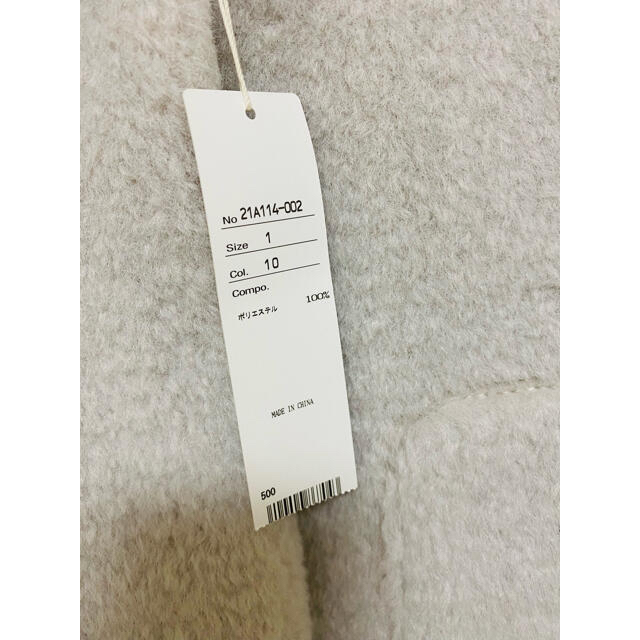 No 21A114-002
Size 1
Col. 10
Compo.
ポリエステル 100%
MADE IN CHINA
500